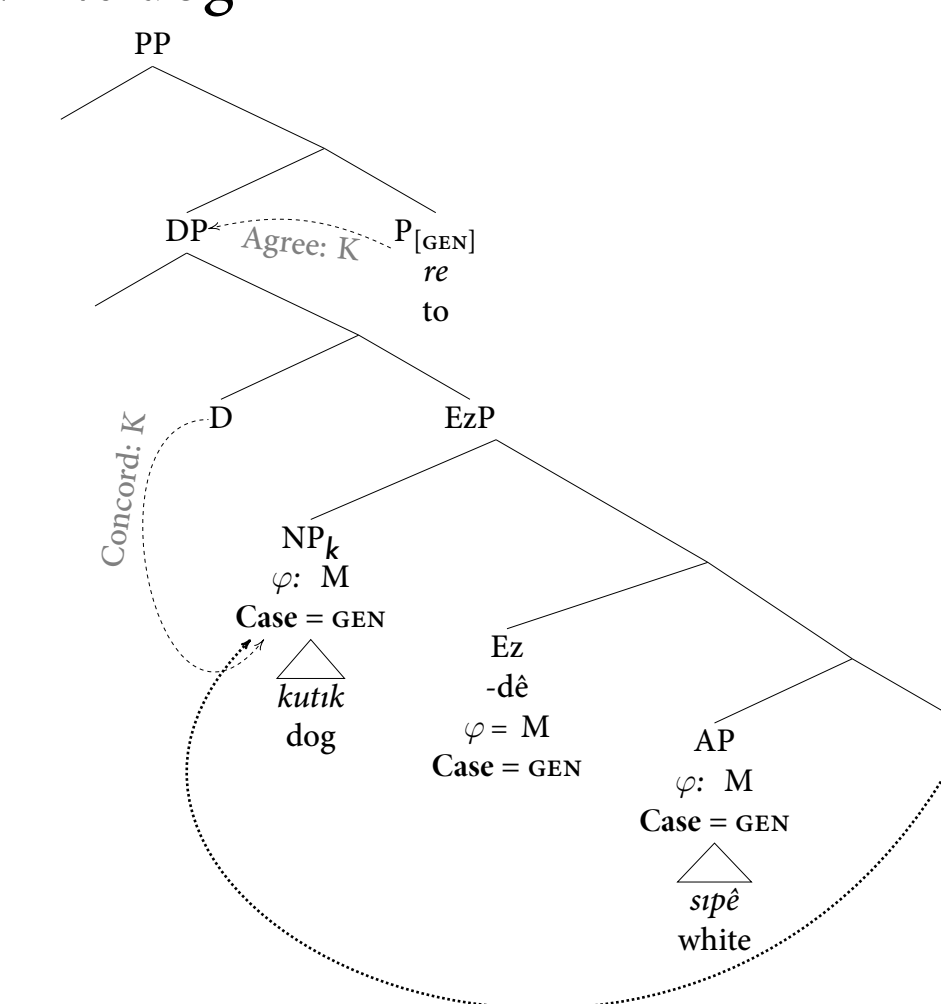 PP
DP
Agree: K
P[GEN]
re
to
D
EzP
Concord: K
NPk
φ: M
Case = GEN
kutık
dog
Ez
-dê
φ = M
Case = GEN
AP
φ: M
Case = GEN
sıpê
white